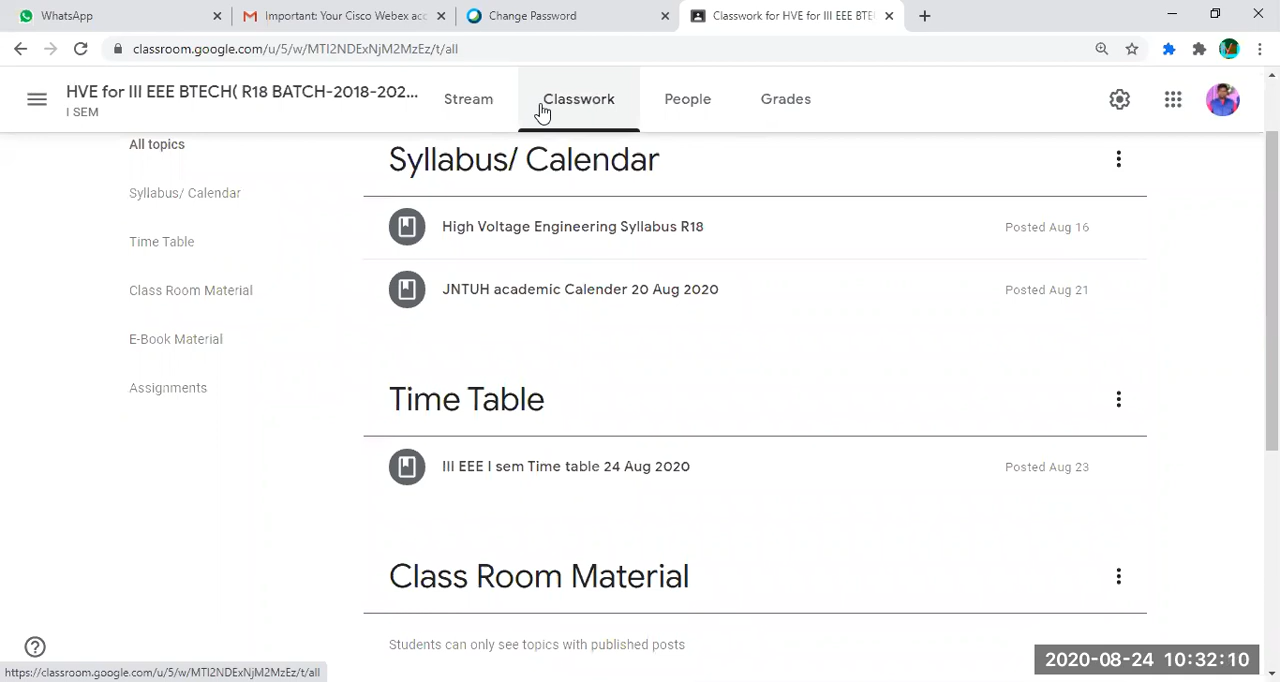 WhatsApp
Important: Your Cisco Webex acc
Change Password
Classwork for HVE for III EEE BTE
classroom.google.com/u/5/w/MTI2NDExNjM2MzEz/t/all
HVE for III EEE BTECH( R18 BATCH-2018-202...
I SEM
Stream
Classwork
People
Grades
All topics
Syllabus/ Calendar
Time Table
Class Room Material
E-Book Material
Assignments
Syllabus/ Calendar
High Voltage Engineering Syllabus R18
Posted Aug 16
JNTUH academic Calender 20 Aug 2020
Posted Aug 21
Time Table
III EEE I sem Time table 24 Aug 2020
Posted Aug 23
Class Room Material
Students can only see topics with published posts
https://classroom.google.com/u/5/w/MTI2NDExNjM2MzEz/t/all
2020-08-24 10:32:10